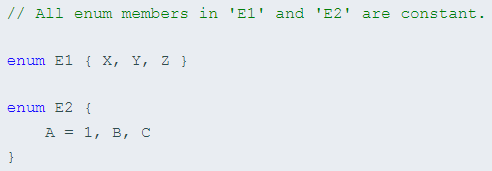 // All enum members in 'E1' and 'E2' are constant.
enum E1 { X, Y, Z }
enum E2 {
    A = 1, B, C
}